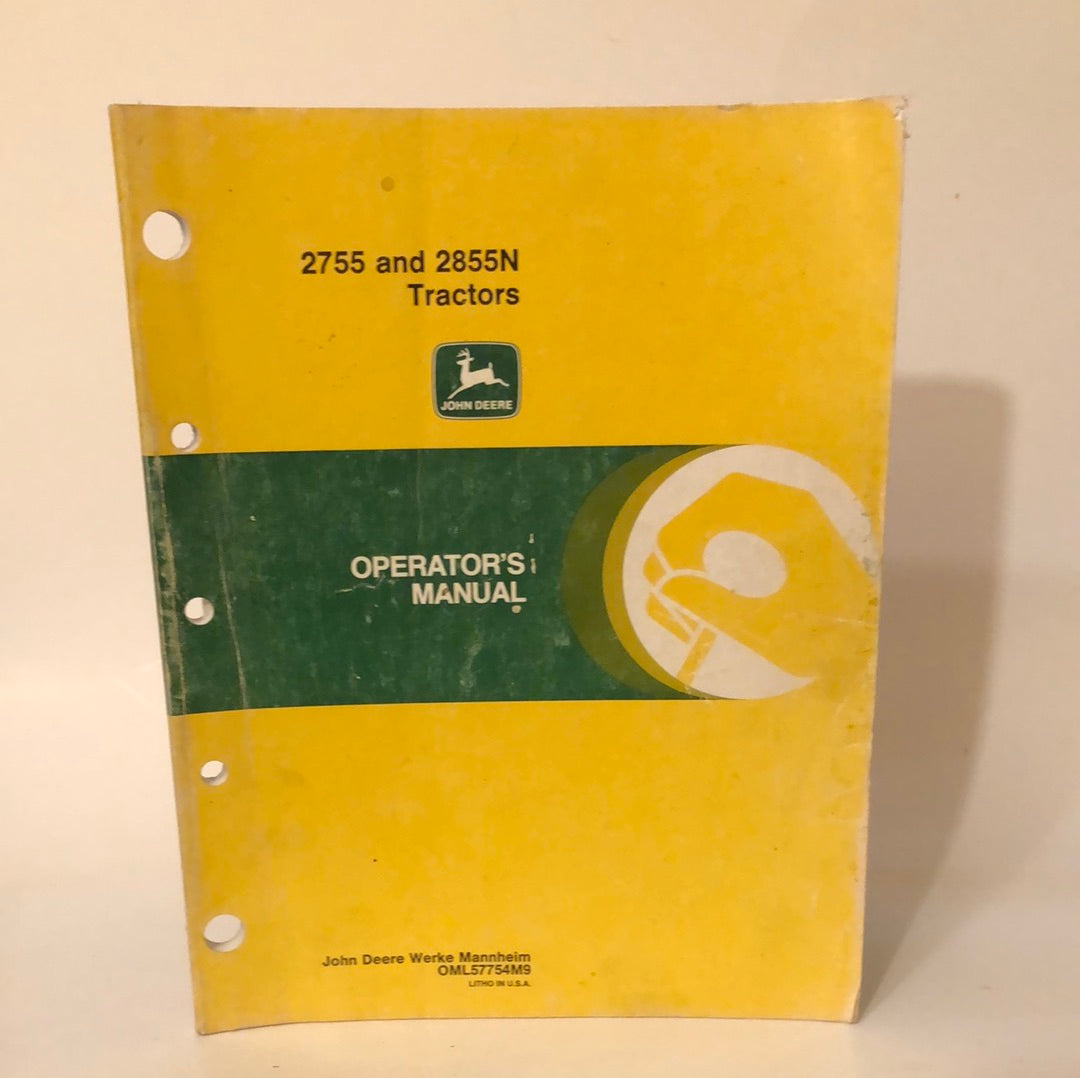 2755 and 2855N
Tractors
JOHN DEERE
OPERATOR'S
MANUAL
John Deere Werke Mannheim
OML57754M9
LITHO IN U.S.A.